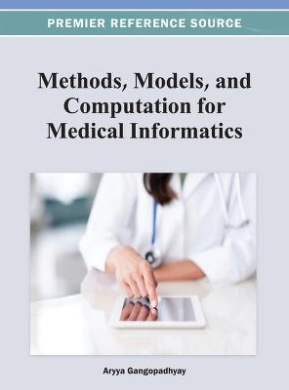 PREMIER REFERENCE SOURCE
Methods, Models, and
Computation for
Medical Informatics
Aryya Gangopadhyay